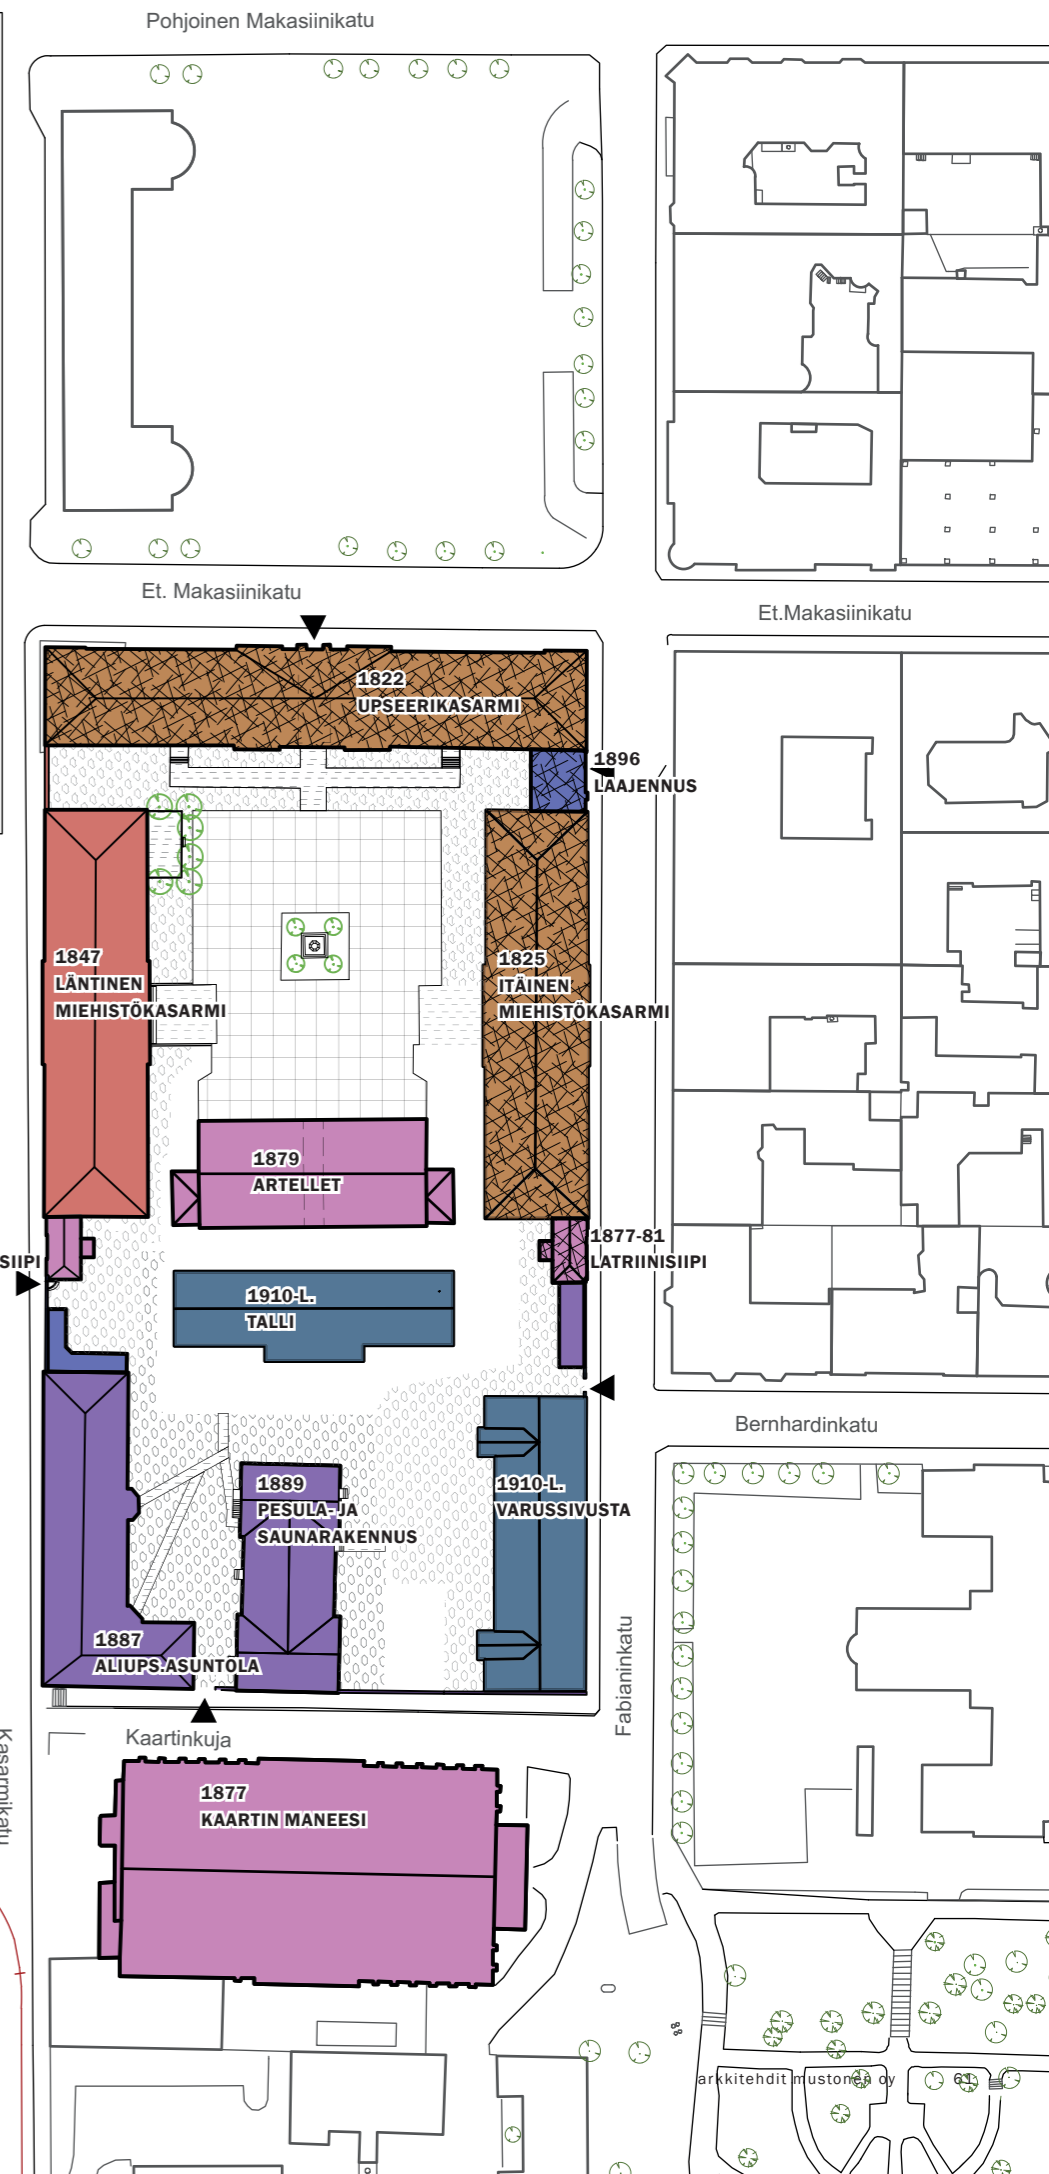 Pohjoinen Makasiinikatu
Et. Makasiinikatu
Et.Makasiinikatu
1822
UPSEERIKASARMI
1896
LAAJENNUS
1847
LÄNTINEN
MIEHISTÖKASARMI
1825
ITÄINEN
MIEHISTÖKASARMI
1879
ARTELLET
1877-81
LATRIINISIIPI
SIIPI
1910-L.
TALLI
Bernhardinkatu
1889
PESULA- JA
SAUNARAKENNUS
1910-L.
VARUSSIVUSTA
1887
ALIUPS.ASUNTOLA
Fabianinkatu
Kaartinkuja
Kasarmikatu
1877
KAARTIN MANEESI
arkkitehdit mustonen oy 61